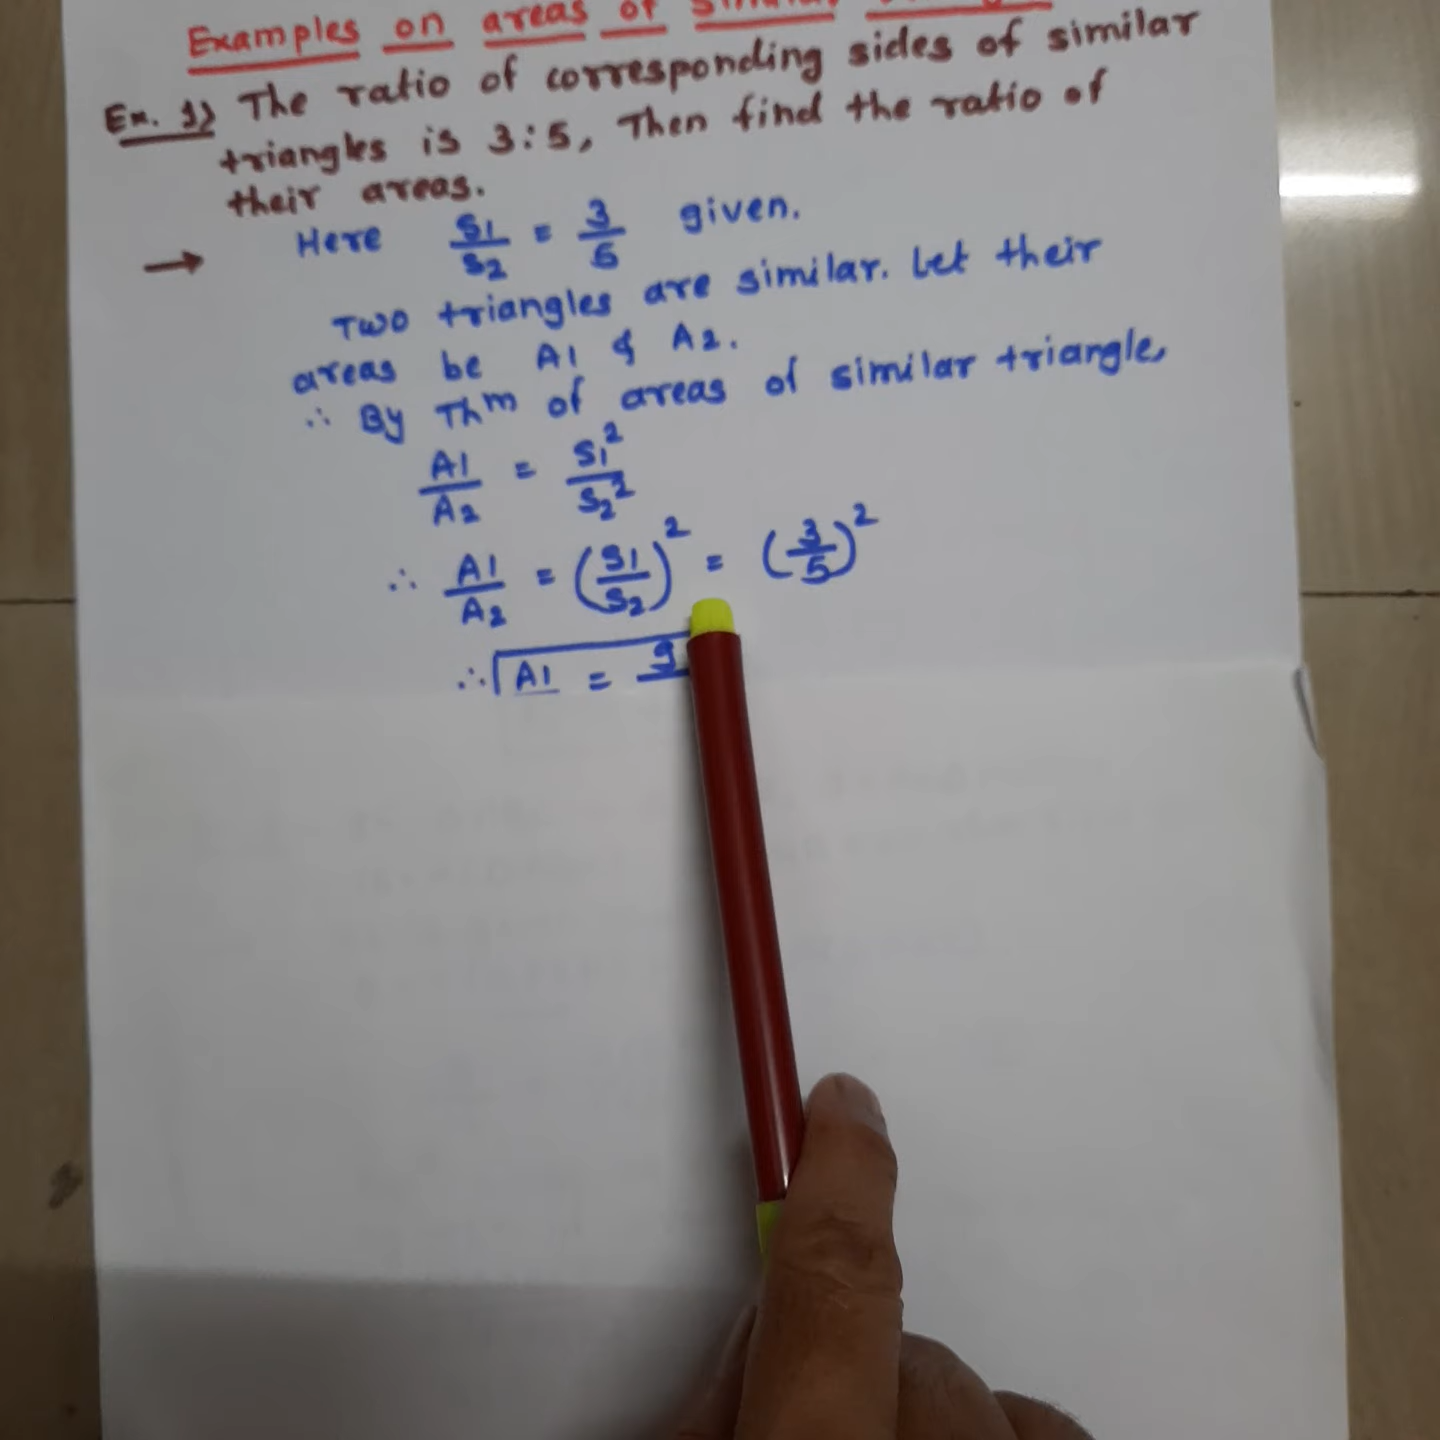 Examples on areas of similar
Ex. 1) The ratio of corresponding sides of similar
triangles is 3:5, Then find the ratio of
their areas.
→ Here S1/S2 = 3/5 given.
Two triangles are similar. Let their
areas be A1 & A2.
∴ By Thm of areas of similar triangle,
A1/A2 = S1²/S2²
∴ A1/A2 = (S1/S2)² = (3/5)²
∴ A1 = 9